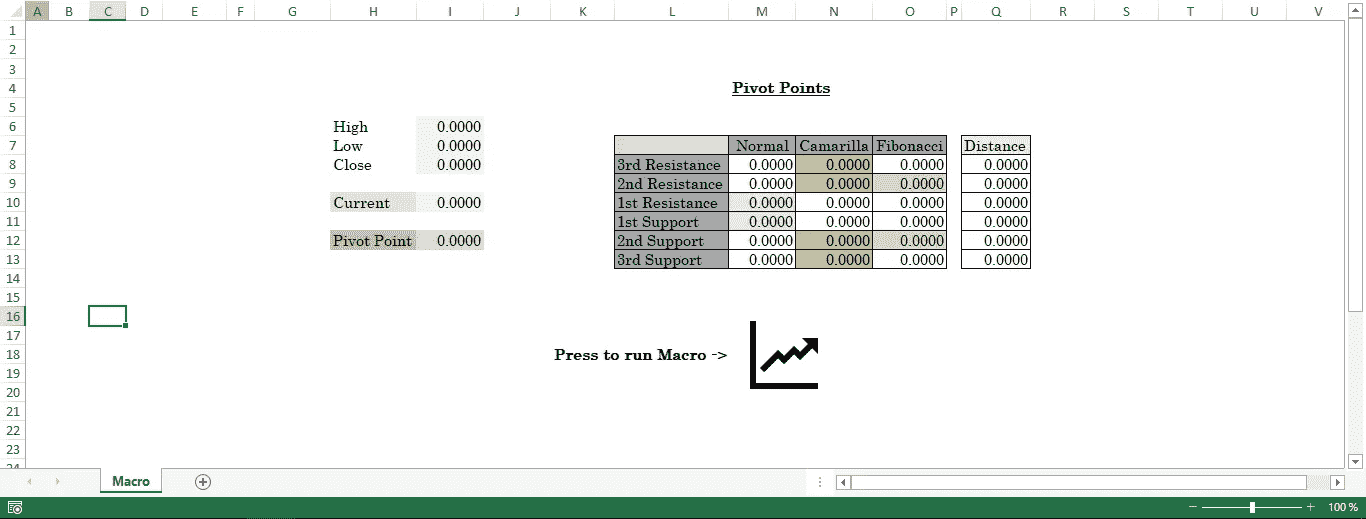 A B C D E F G H I J K L M N O P Q R S T U V
1
2
3
4 Pivot Points
5
6 High 0.0000
7 Low 0.0000 Normal Camarilla Fibonacci Distance
8 Close 0.0000 3rd Resistance 0.0000 0.0000 0.0000 0.0000
9 2nd Resistance 0.0000 0.0000 0.0000 0.0000
10 Current 0.0000 1st Resistance 0.0000 0.0000 0.0000 0.0000
11 1st Support 0.0000 0.0000 0.0000 0.0000
12 Pivot Point 0.0000 2nd Support 0.0000 0.0000 0.0000 0.0000
13 3rd Support 0.0000 0.0000 0.0000 0.0000
14
15
16
17
18 Press to run Macro ->
19
20
21
22
23
24
Macro
100 %